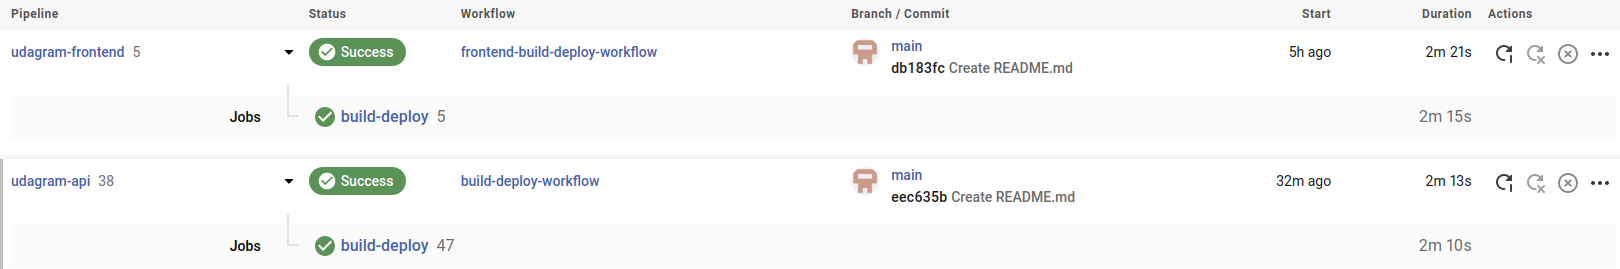 Pipeline Status Workflow Branch / Commit Start Duration Actions
udagram-frontend 5 Success frontend-build-deploy-workflow main 5h ago 2m 21s
db183fc Create README.md
Jobs build-deploy 5 2m 15s
udagram-api 38 Success build-deploy-workflow main 32m ago 2m 13s
eec635b Create README.md
Jobs build-deploy 47 2m 10s